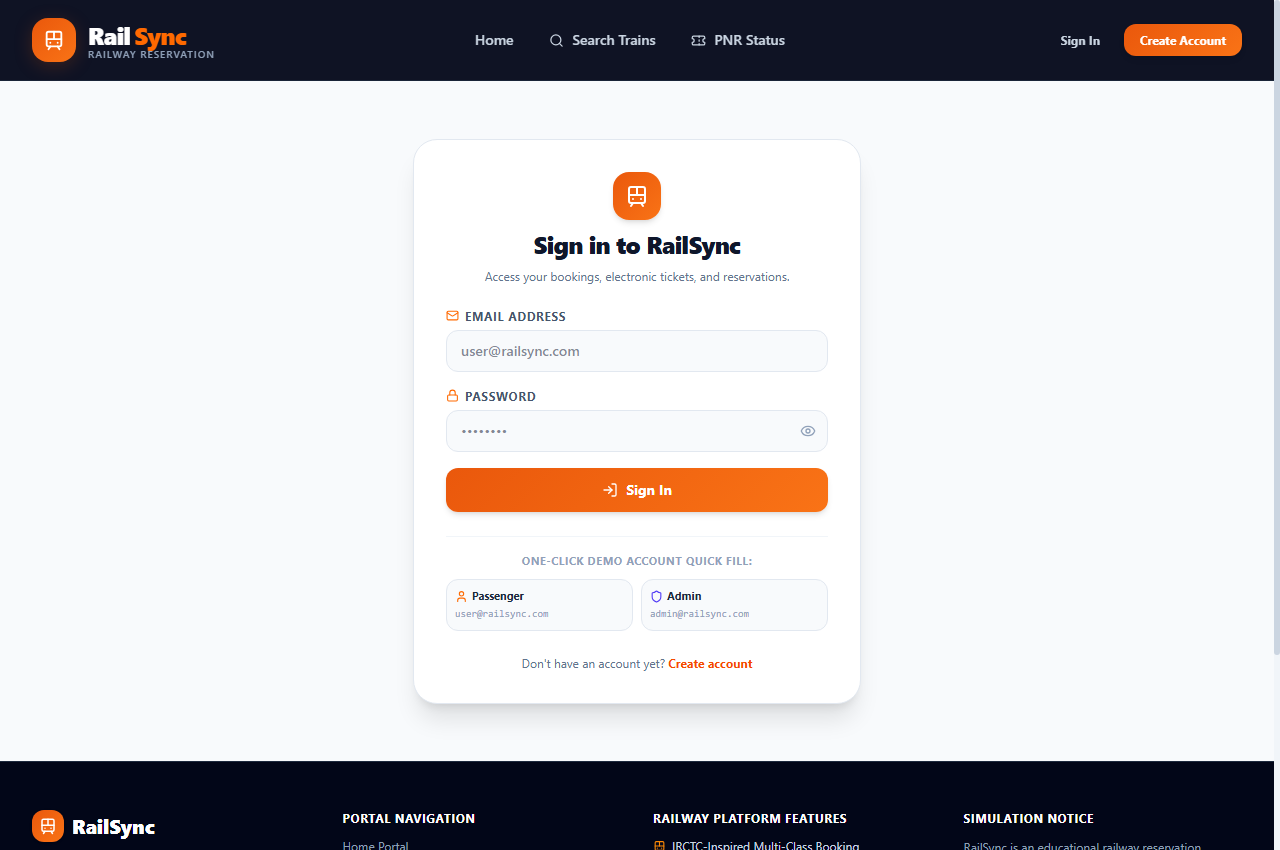 Rail Sync
RAILWAY RESERVATION
Home
Search Trains
PNR Status
Sign In
Create Account
Sign in to RailSync
Access your bookings, electronic tickets, and reservations.
EMAIL ADDRESS
user@railsync.com
PASSWORD
••••••••
Sign In
ONE-CLICK DEMO ACCOUNT QUICK FILL:
Passenger
user@railsync.com
Admin
admin@railsync.com
Don't have an account yet? Create account
RailSync
PORTAL NAVIGATION
Home Portal
RAILWAY PLATFORM FEATURES
IRCTC-Inspired Multi-Class Booking
SIMULATION NOTICE
RailSync is an educational railway reservation